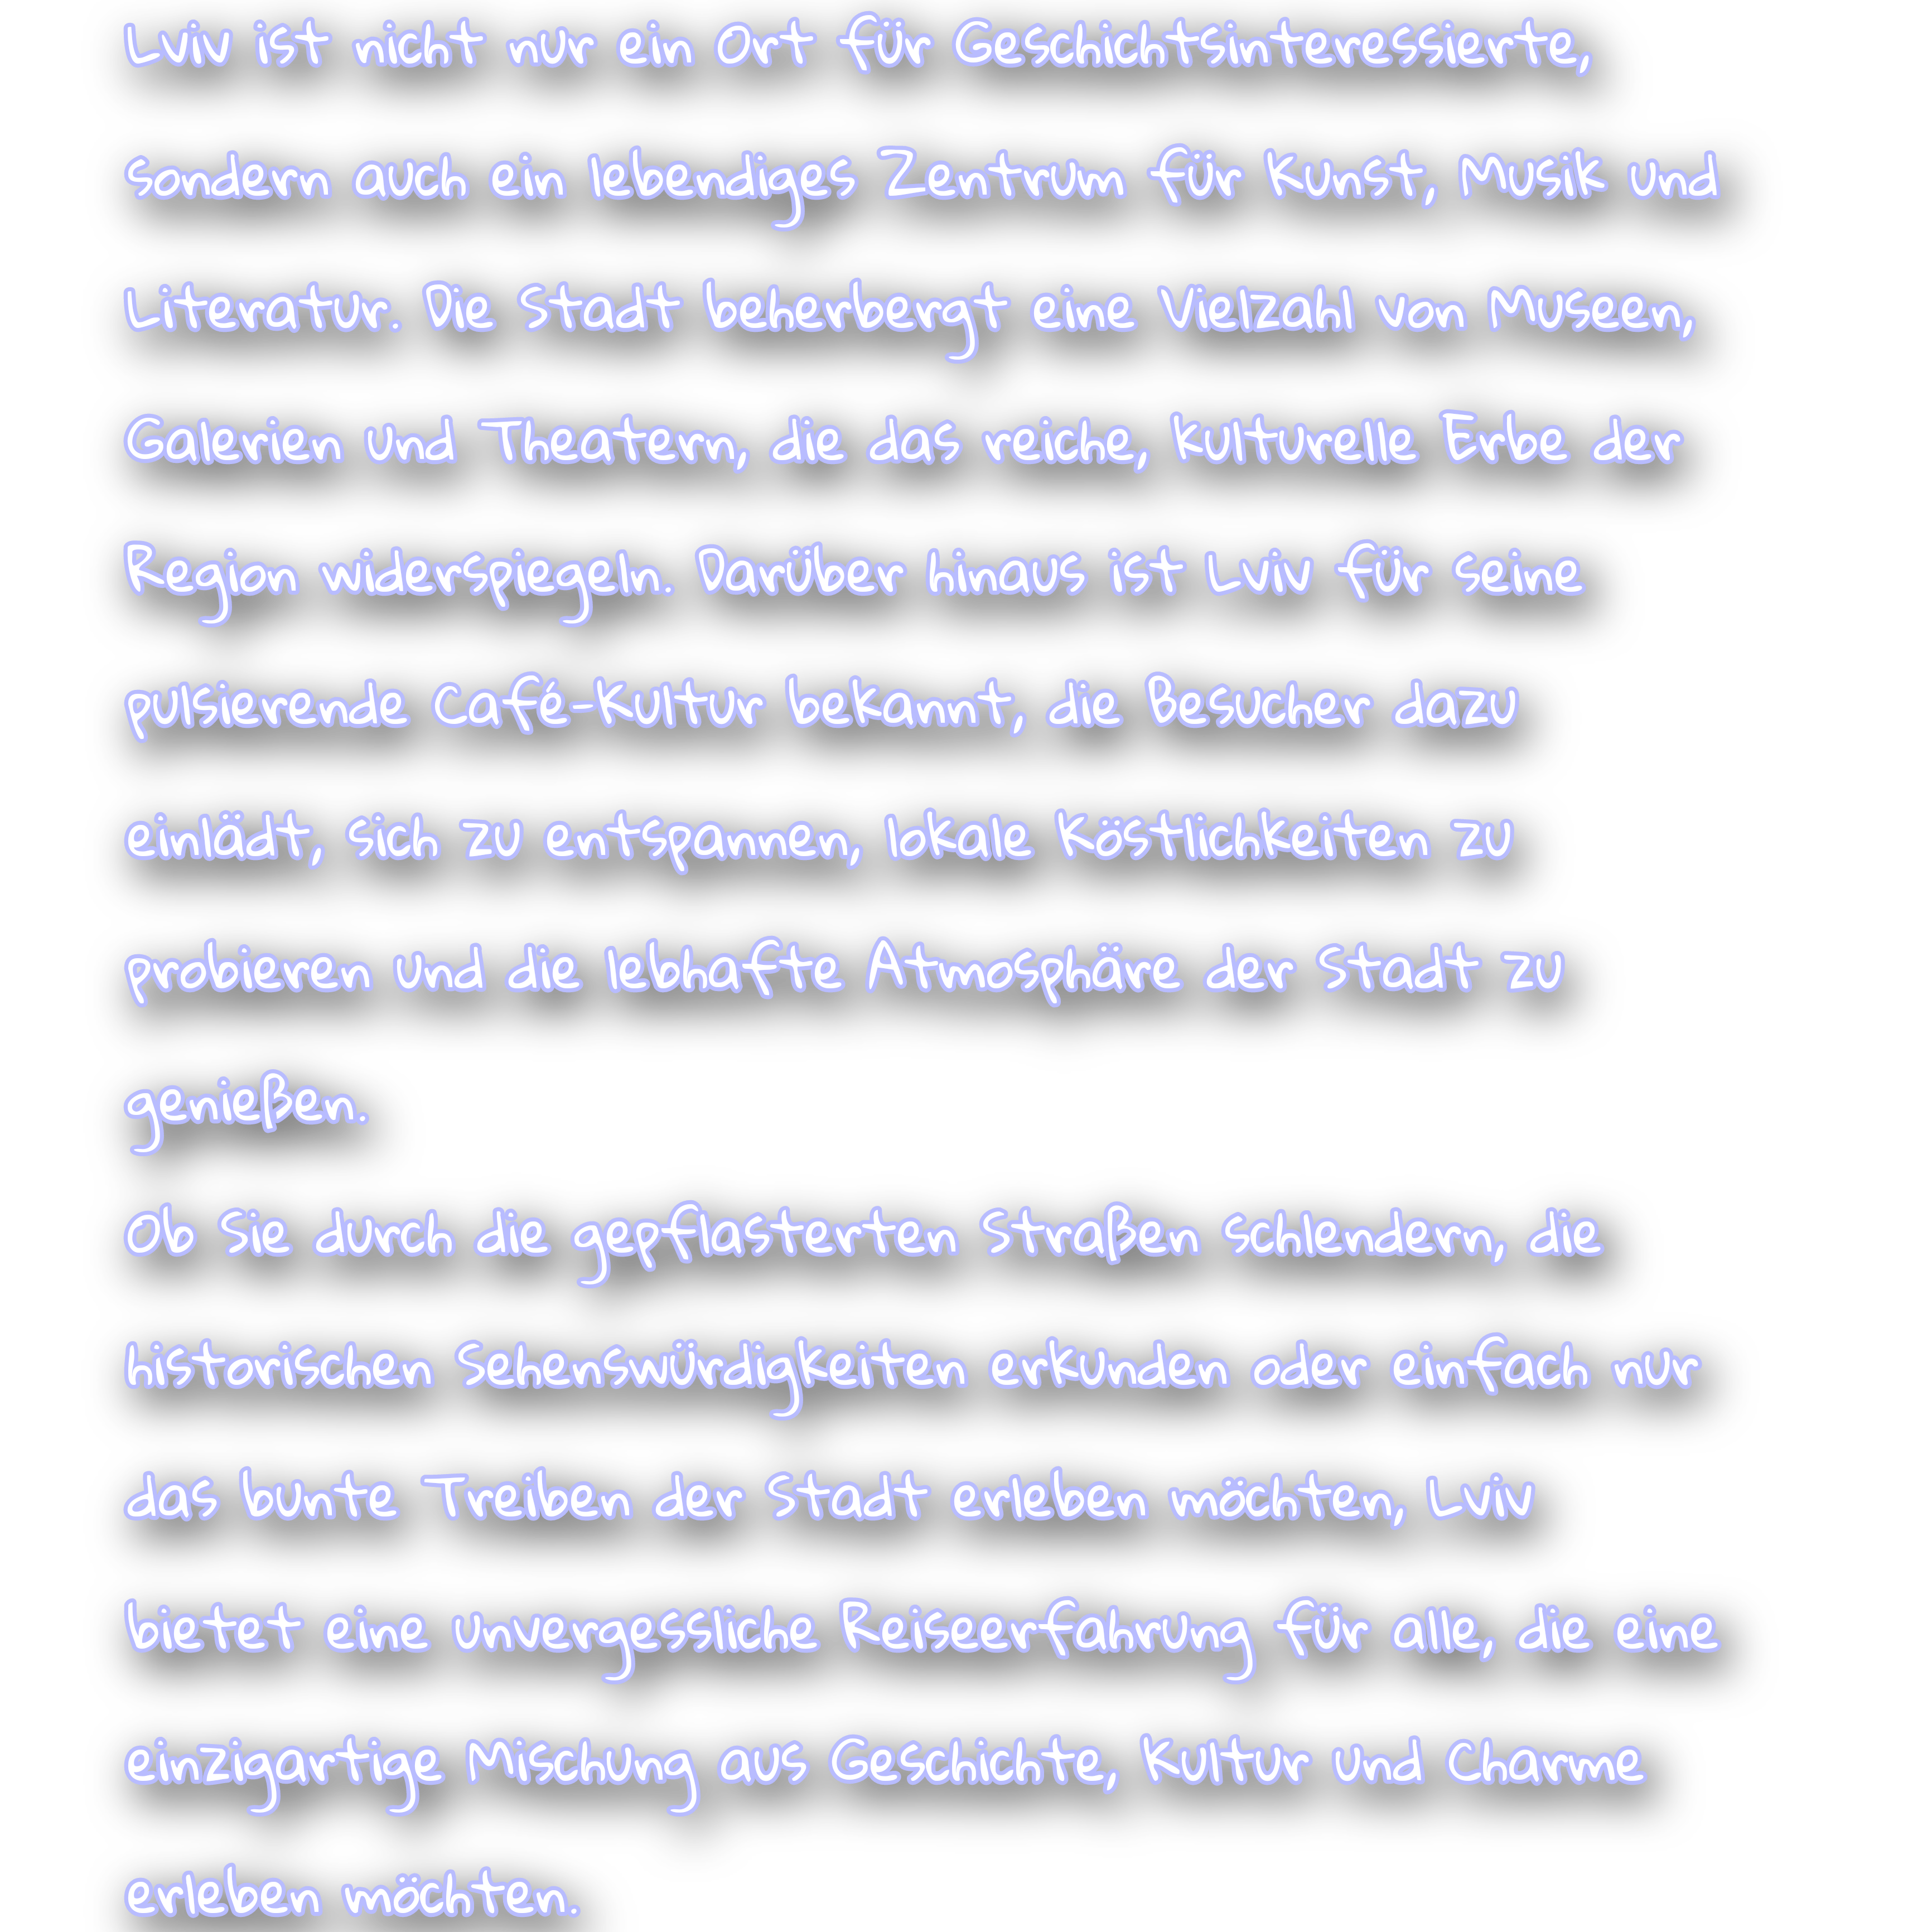 Lviv ist nicht nur ein Ort für Geschichtsinteressierte,
sondern auch ein lebendiges Zentrum für Kunst, Musik und
Literatur. Die Stadt beherbergt eine Vielzahl von Museen,
Galerien und Theatern, die das reiche, kulturelle Erbe der
Region widerspiegeln. Darüber hinaus ist Lviv für seine
pulsierende Café-Kultur bekannt, die Besucher dazu
einlädt, sich zu entspannen, lokale Köstlichkeiten zu
probieren und die lebhafte Atmosphäre der Stadt zu
genießen.
Ob Sie durch die gepflasterten Straßen schlendern, die
historischen Sehenswürdigkeiten erkunden oder einfach nur
das bunte Treiben der Stadt erleben möchten, Lviv
bietet eine unvergessliche Reiseerfahrung für alle, die eine
einzigartige Mischung aus Geschichte, Kultur und Charme
erleben möchten.